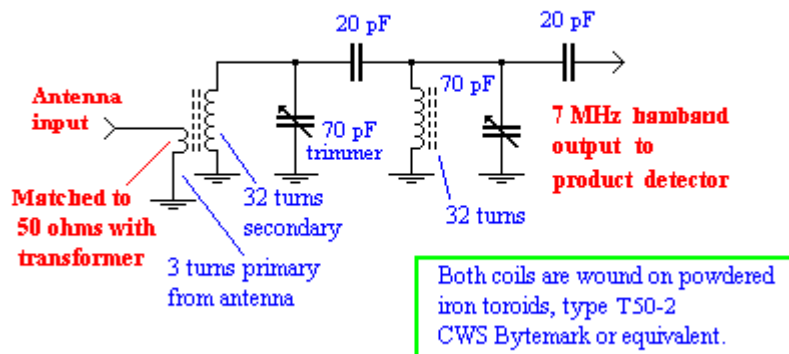 20 pF
20 pF
Antenna
input
70 pF
trimmer
70 pF
7 MHz hamband
output to
product detector
Matched to
50 ohms with
transformer
32 turns
secondary
32 turns
3 turns primary
from antenna
Both coils are wound on powdered
iron toroids, type T50-2
CWS Bytemark or equivalent.